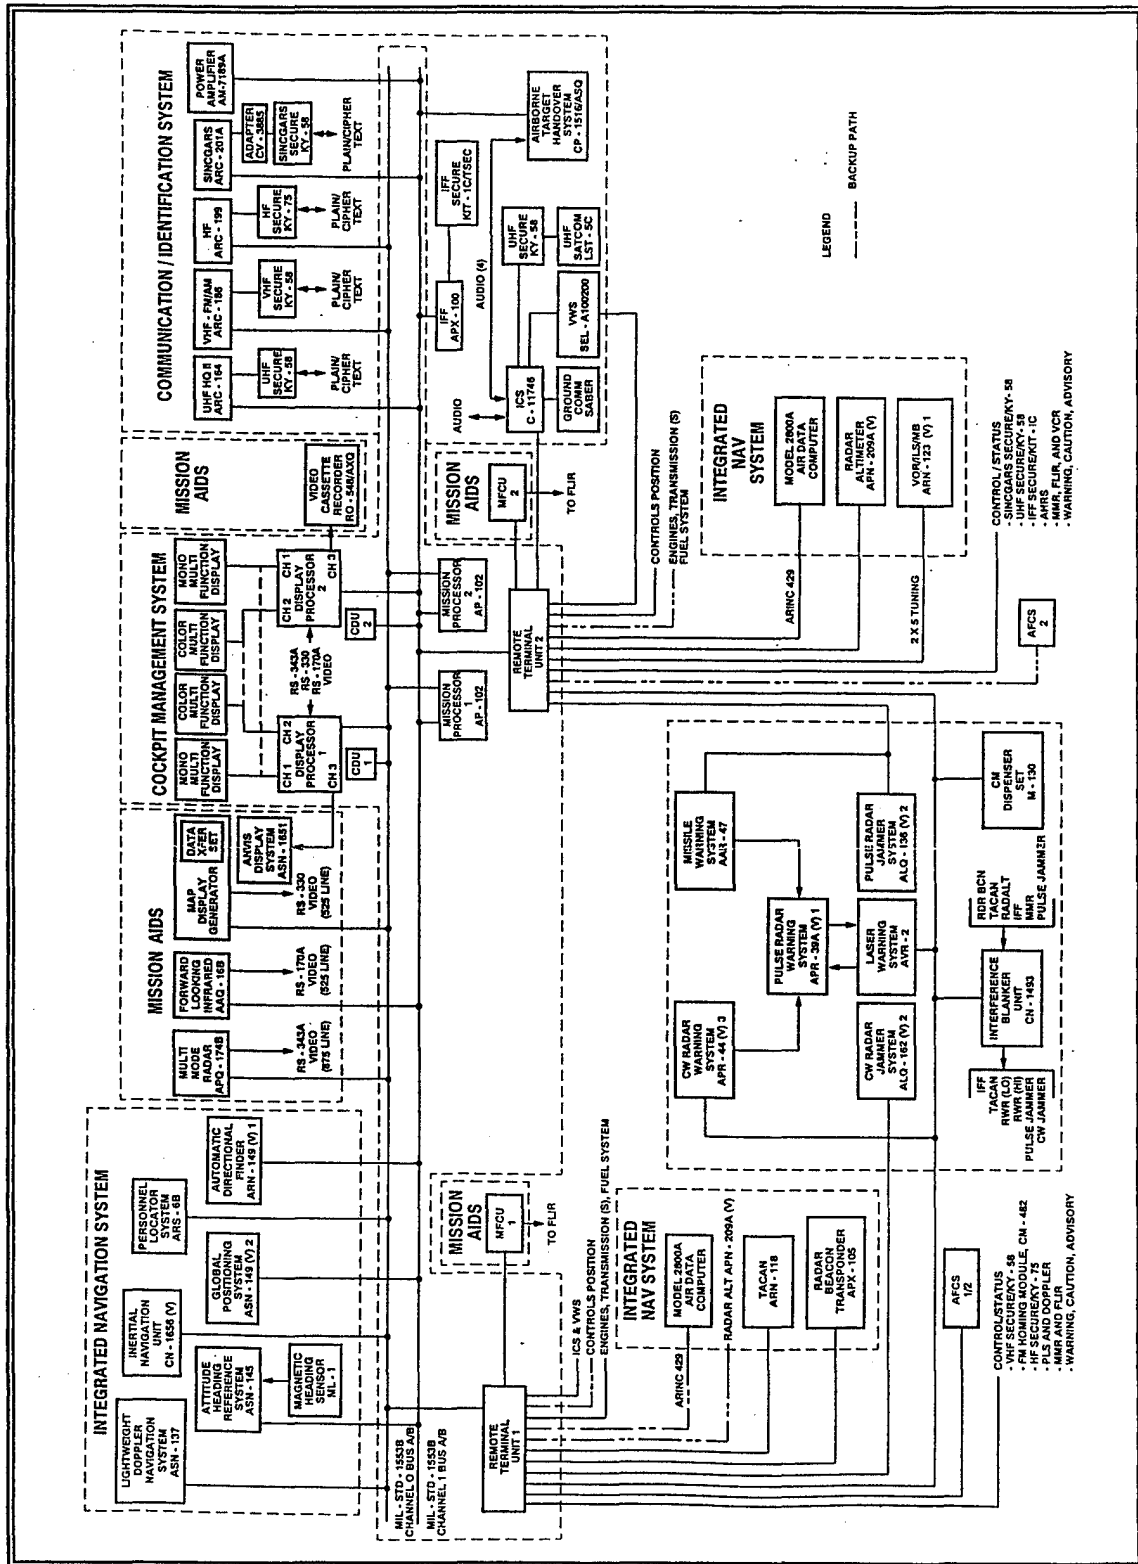 INTEGRATED NAVIGATION SYSTEM
LIGHTWEIGHT
DOPPLER
NAVIGATION
SYSTEM
ASN - 137
INERTIAL
NAVIGATION
UNIT
CN - 1656 (V)
PERSONNEL
LOCATOR
SYSTEM
ARS - 6B
ATTITUDE
HEADING
REFERENCE
SYSTEM
ASN - 145
GLOBAL
POSITIONING
SYSTEM
ASN - 149 (V) 2
AUTOMATIC
DIRECTIONAL
FINDER
ARN - 149 (V) 1
MAGNETIC
HEADING
SENSOR
ML - 1
MISSION AIDS
MULTI
MODE
RADAR
APQ - 174B
FORWARD
LOOKING
INFRARED
AAQ - 16B
MAP
DISPLAY
GENERATOR
DATA
XFER
SET
ANVIS
DISPLAY
SYSTEM
ASN - 1651
RS - 343A
VIDEO
(875 LINE)
RS - 170A
VIDEO
(525 LINE)
RS - 330
VIDEO
(525 LINE)
COCKPIT MANAGEMENT SYSTEM
MONO
MULTI
FUNCTION
DISPLAY
COLOR
MULTI
FUNCTION
DISPLAY
COLOR
MULTI
FUNCTION
DISPLAY
MONO
MULTI
FUNCTION
DISPLAY
CH 1
CH 2
DISPLAY
PROCESSOR
1
CH 3
RS - 343A
RS - 330
RS - 170A
VIDEO
CH 2
CH 1
DISPLAY
PROCESSOR
2
CH 3
CDU
1
CDU
2
MISSION
AIDS
VIDEO
CASSETTE
RECORDER
RO - 548/AXQ
COMMUNICATION / IDENTIFICATION SYSTEM
UHF HQ II
ARC - 164
VHF - FM/AM
ARC - 186
HF
ARC - 199
SINCGARS
ARC - 201A
POWER
AMPLIFIER
AM-7189A
UHF
SECURE
KY - 58
VHF
SECURE
KY - 58
HF
SECURE
KY - 75
ADAPTER
CV - 3885
SINCGARS
SECURE
KY - 58
PLAIN/
CIPHER
TEXT
PLAIN/
CIPHER
TEXT
PLAIN/
CIPHER
TEXT
PLAIN/CIPHER
TEXT
MIL - STD - 1553B
CHANNEL 0 BUS A/B
MIL - STD - 1553B
CHANNEL 1 BUS A/B
MISSION
PROCESSOR
1
AP - 102
MISSION
PROCESSOR
2
AP - 102
IFF
APX - 100
IFF
SECURE
KIT - 1C/TSEC
AUDIO (4)
AUDIO
ICS
C - 11746
UHF
SECURE
KY - 58
UHF
SATCOM
LST - 5C
AIRBORNE
TARGET
HANDOVER
SYSTEM
CP - 1516/ASQ
GROUND
COMM
SABER
VWS
SEL - A100200
MISSION
AIDS
MFCU
1
TO FLIR
MISSION
AIDS
MFCU
2
TO FLIR
REMOTE
TERMINAL
UNIT 1
REMOTE
TERMINAL
UNIT 2
ICS & VWS
CONTROLS POSITION
ENGINES, TRANSMISSION (S), FUEL SYSTEM
CONTROLS POSITION
ENGINES, TRANSMISSION (S)
FUEL SYSTEM
INTEGRATED
NAV SYSTEM
ARINC 429
MODEL 2800A
AIR DATA
COMPUTER
RADAR ALT APN - 209A (V)
TACAN
ARN - 118
RADAR
BEACON
TRANSPONDER
APX - 105
AFCS
1/2
CONTROL/STATUS
- VHF SECURE/KY - 58
- FM HOMING MODULE, CM - 482
- HF SECURE/KY - 75
- PLS AND DOPPLER
- MMR AND FLIR
- WARNING, CAUTION, ADVISORY
CW RADAR
WARNING
SYSTEM
APR - 44 (V) 3
MISSILE
WARNING
SYSTEM
AAR - 47
PULSE RADAR
WARNING
SYSTEM
APR - 39A (V) 1
CW RADAR
JAMMER
SYSTEM
ALQ - 162 (V) 2
LASER
WARNING
SYSTEM
AVR - 2
PULSE RADAR
JAMMER
SYSTEM
ALQ - 136 (V) 2
IFF
TACAN
RWR (LO)
RWR (HI)
PULSE JAMMER
CW JAMMER
INTERFERENCE
BLANKER
UNIT
CN - 1493
RDR BCN
TACAN
RADALT
IFF
MMR
PULSE JAMMER
CM
DISPENSER
SET
M - 130
INTEGRATED
NAV
SYSTEM
ARINC 429
MODEL 2800A
AIR DATA
COMPUTER
RADAR
ALTIMETER
APN - 209A (V)
2 X 5 TUNING
VOR/ILS/MB
ARN - 123 (V) 1
AFCS
2
CONTROL / STATUS
- SINCGARS SECURE/KY- 58
- UHF SECURE/KY - 58
- IFF SECURE/KIT - IC
- AHRS
- MMR, FLIR, AND VCR
- WARNING, CAUTION, ADVISORY
LEGEND
BACKUP PATH